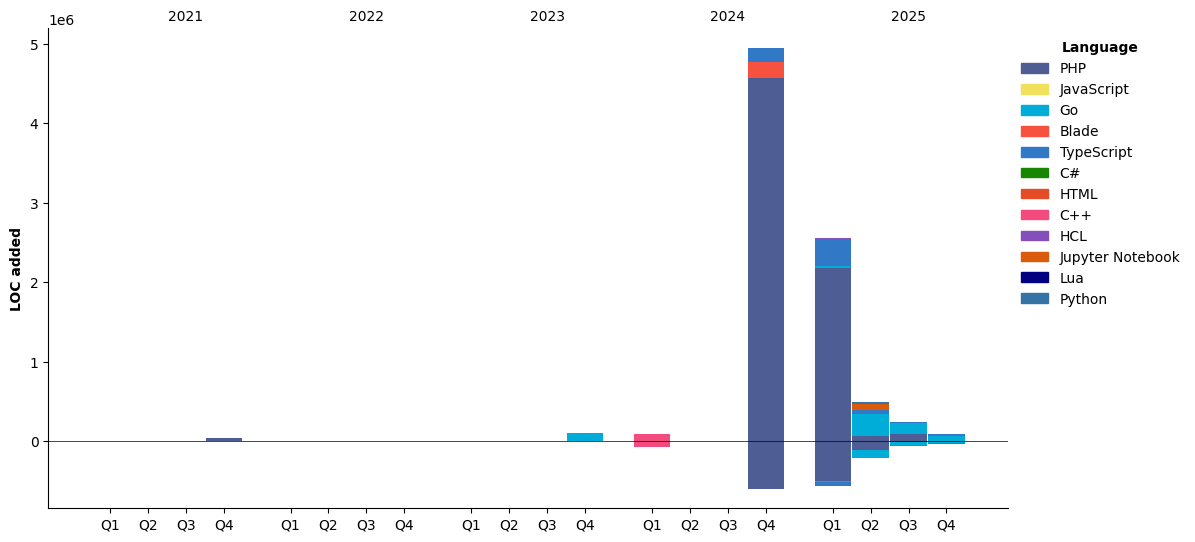 1e6
2021 2022 2023 2024 2025
5
4
3
2
1
0
LOC added
Q1 Q2 Q3 Q4 Q1 Q2 Q3 Q4 Q1 Q2 Q3 Q4 Q1 Q2 Q3 Q4 Q1 Q2 Q3 Q4
Language
PHP
JavaScript
Go
Blade
TypeScript
C#
HTML
C++
HCL
Jupyter Notebook
Lua
Python